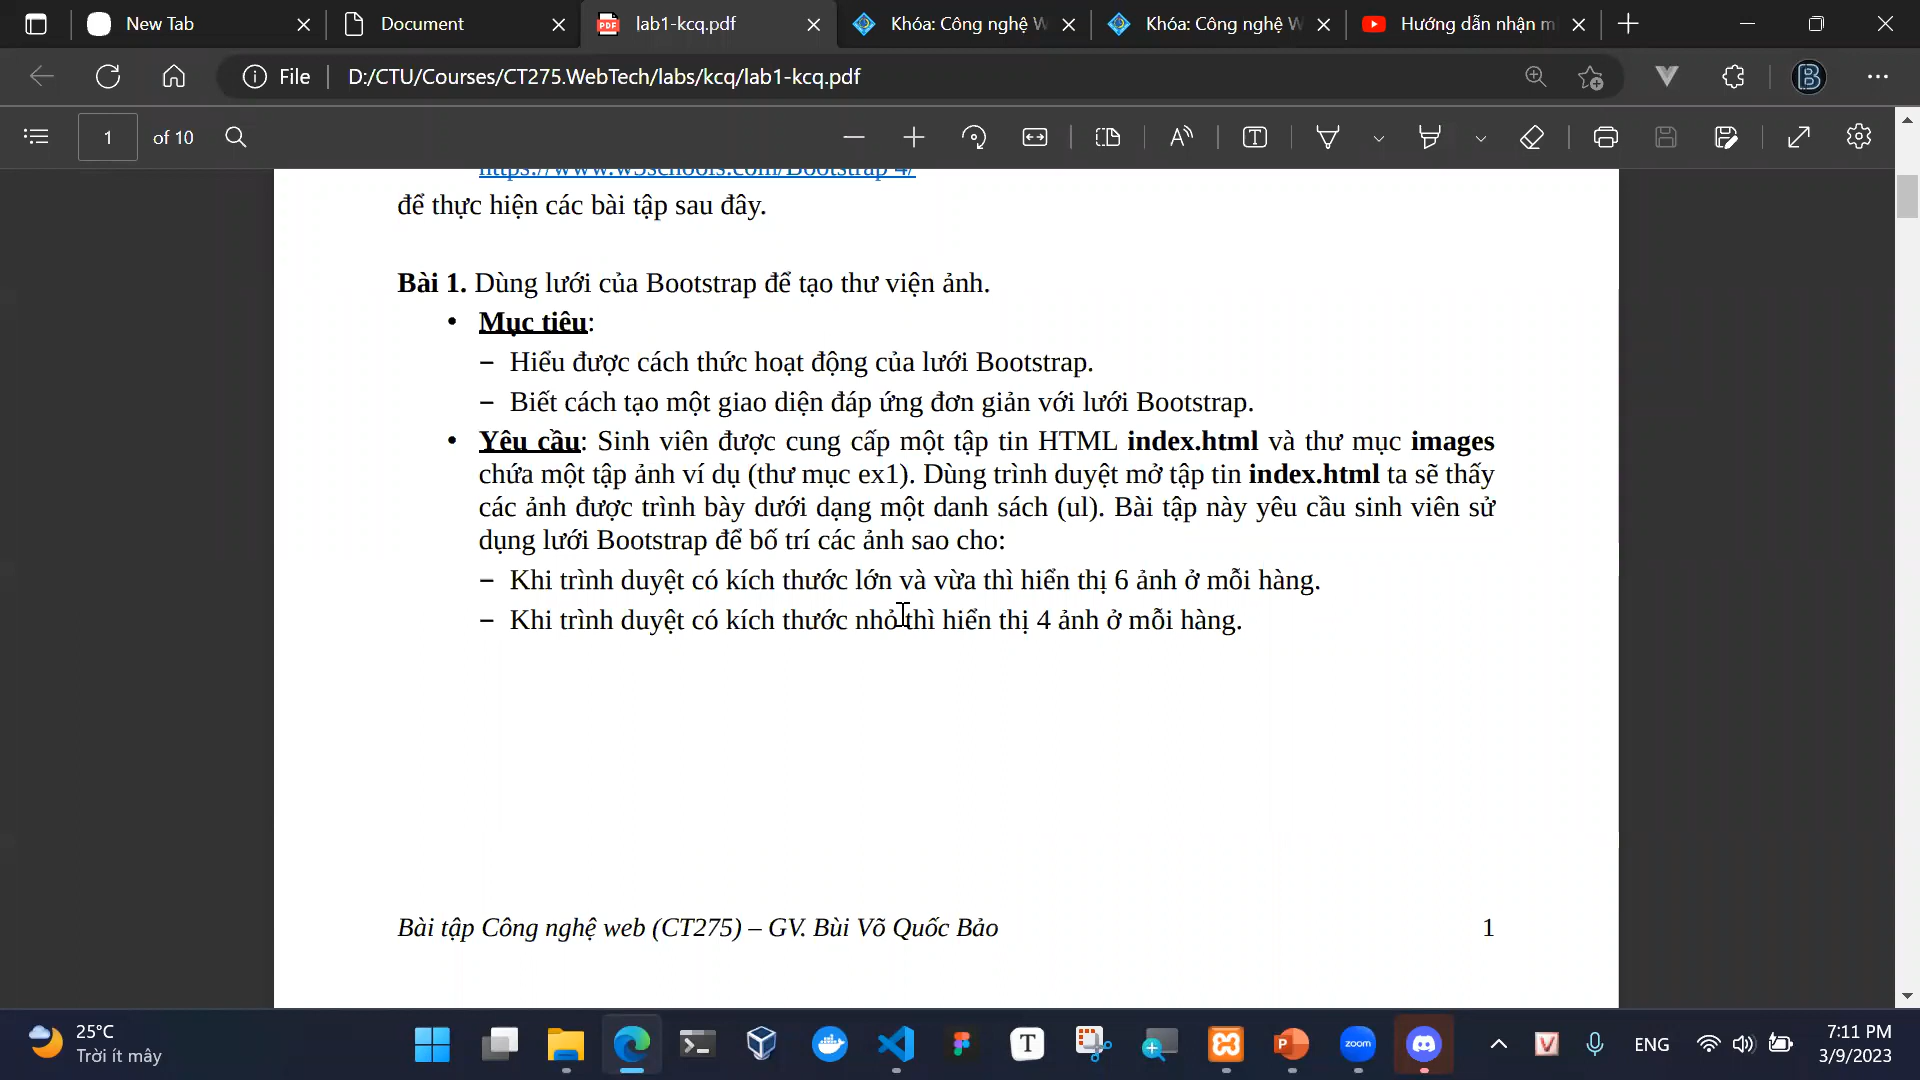 New Tab
Document
lab1-kcq.pdf
Khóa: Công nghệ W
Khóa: Công nghệ W
Hướng dẫn nhận m
File
D:/CTU/Courses/CT275.WebTech/labs/kcq/lab1-kcq.pdf
1 of 10
https://www.w3schools.com/Bootstrap-4/
để thực hiện các bài tập sau đây.
Bài 1. Dùng lưới của Bootstrap để tạo thư viện ảnh.
• Mục tiêu:
– Hiểu được cách thức hoạt động của lưới Bootstrap.
– Biết cách tạo một giao diện đáp ứng đơn giản với lưới Bootstrap.
• Yêu cầu: Sinh viên được cung cấp một tập tin HTML index.html và thư mục images
chứa một tập ảnh ví dụ (thư mục ex1). Dùng trình duyệt mở tập tin index.html ta sẽ thấy
các ảnh được trình bày dưới dạng một danh sách (ul). Bài tập này yêu cầu sinh viên sử
dụng lưới Bootstrap để bố trí các ảnh sao cho:
– Khi trình duyệt có kích thước lớn và vừa thì hiển thị 6 ảnh ở mỗi hàng.
– Khi trình duyệt có kích thước nhỏ thì hiển thị 4 ảnh ở mỗi hàng.
Bài tập Công nghệ web (CT275) – GV. Bùi Võ Quốc Bảo 1
25°C
Trời ít mây
zoom
ENG
7:11 PM
3/9/2023